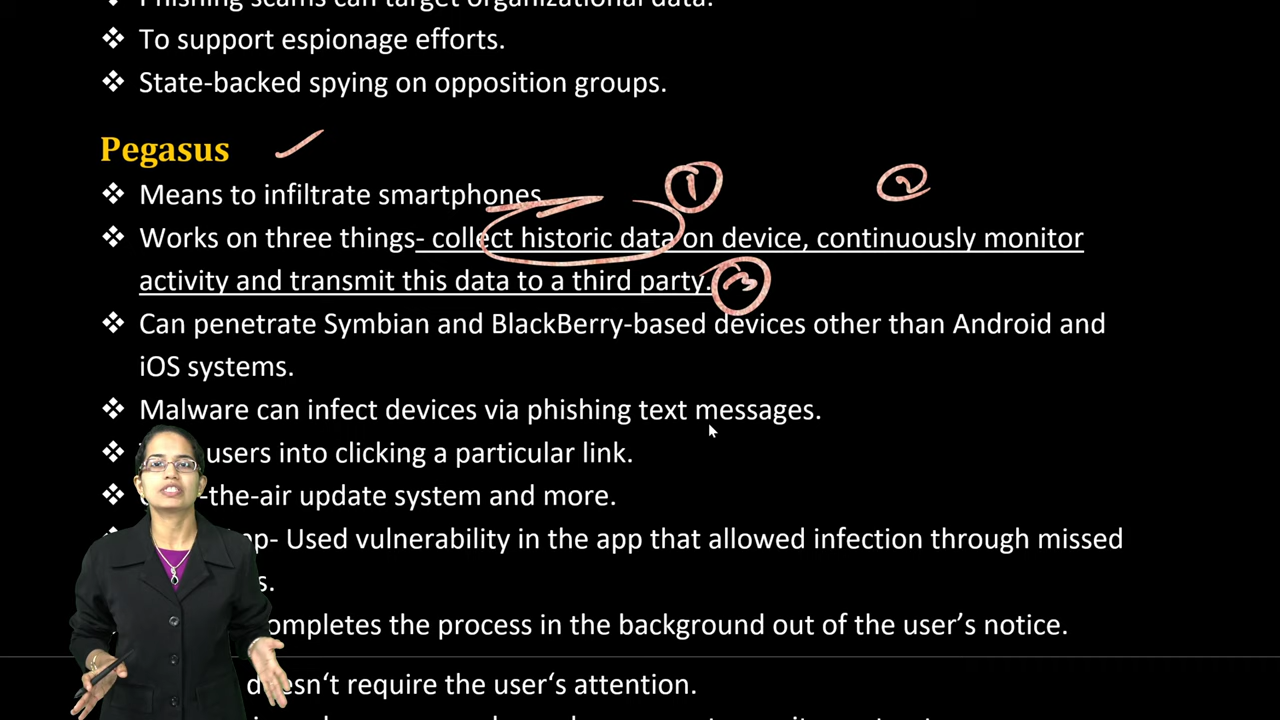 Phishing scams can target organizational data.
❖ To support espionage efforts.
❖ State-backed spying on opposition groups.
Pegasus
❖ Means to infiltrate smartphones
1
2
❖ Works on three things- collect historic data on device, continuously monitor
activity and transmit this data to a third party.
3
❖ Can penetrate Symbian and BlackBerry-based devices other than Android and
iOS systems.
❖ Malware can infect devices via phishing text messages.
❖ users into clicking a particular link.
❖ -the-air update system and more.
Used vulnerability in the app that allowed infection through missed
the process in the background out of the user’s notice.
doesn‘t require the user‘s attention.